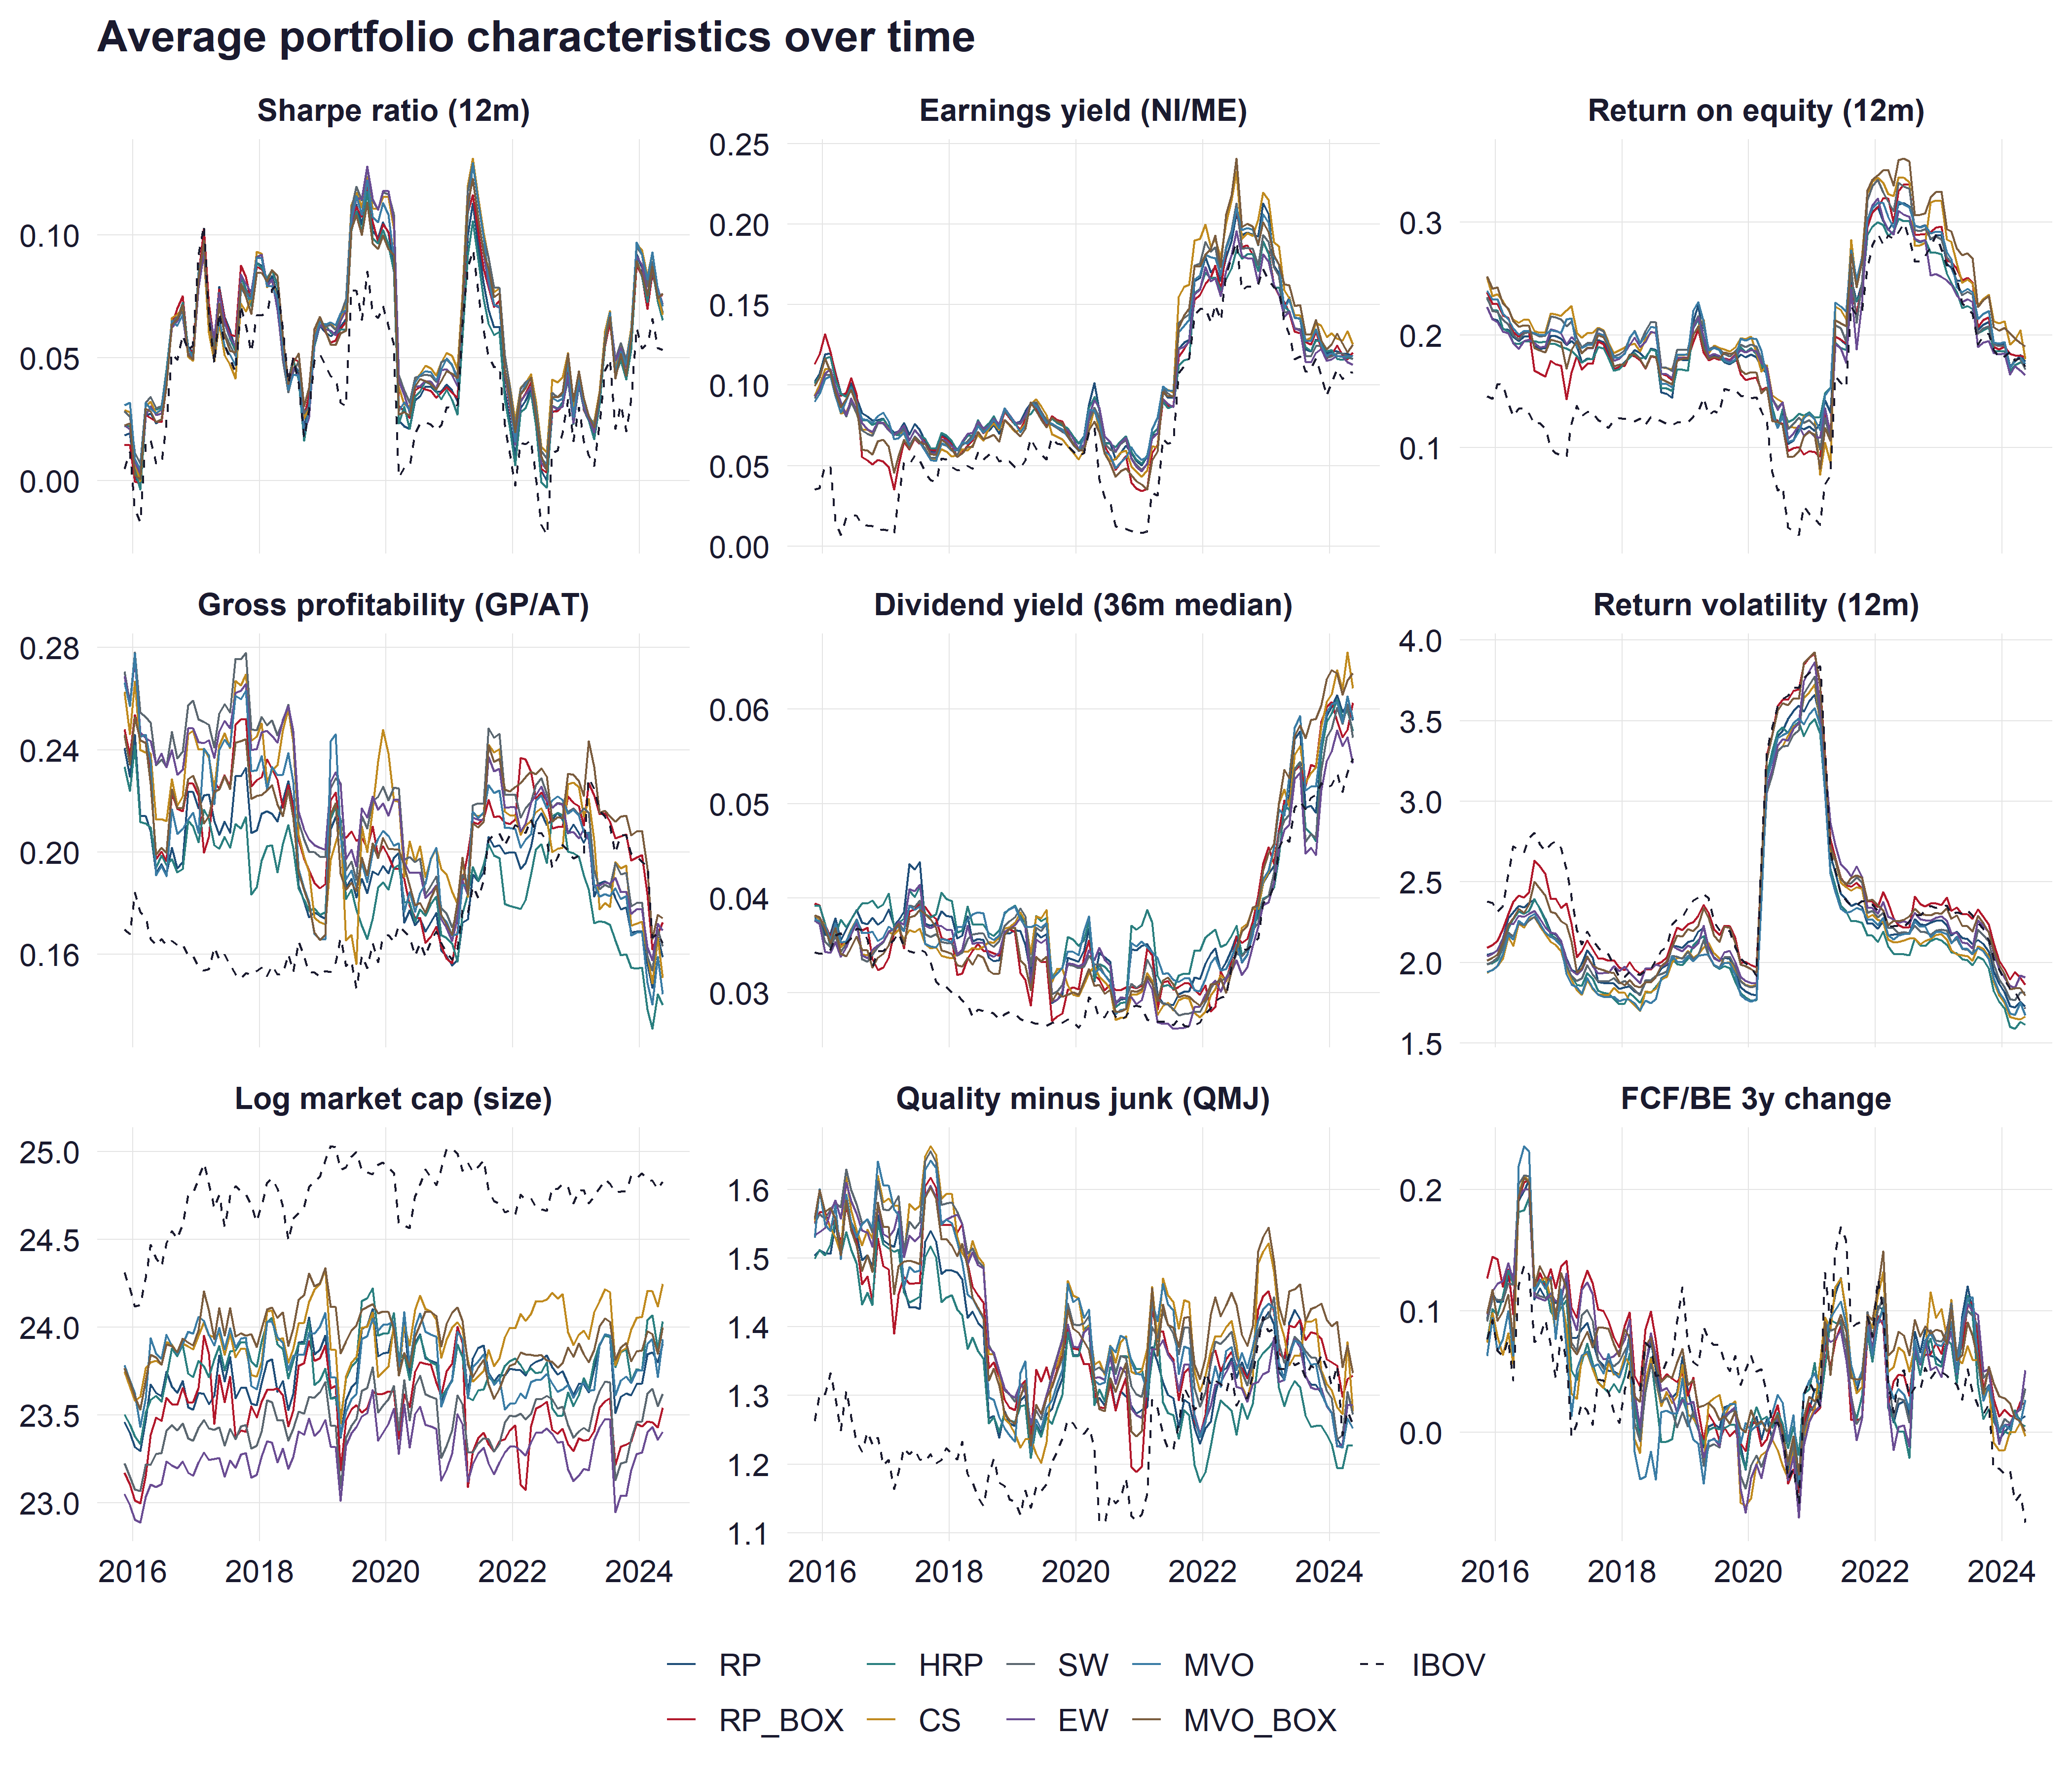 Average portfolio characteristics over time
Sharpe ratio (12m)
Earnings yield (NI/ME)
Return on equity (12m)
0.10
0.05
0.00
0.25
0.20
0.15
0.10
0.05
0.00
0.3
0.2
0.1
Gross profitability (GP/AT)
Dividend yield (36m median)
Return volatility (12m)
0.28
0.24
0.20
0.16
0.06
0.05
0.04
0.03
4.0
3.5
3.0
2.5
2.0
1.5
Log market cap (size)
Quality minus junk (QMJ)
FCF/BE 3y change
25.0
24.5
24.0
23.5
23.0
1.6
1.5
1.4
1.3
1.2
1.1
0.2
0.1
0.0
2016 2018 2020 2022 2024
2016 2018 2020 2022 2024
2016 2018 2020 2022 2024
RP HRP SW MVO IBOV
RP_BOX CS EW MVO_BOX